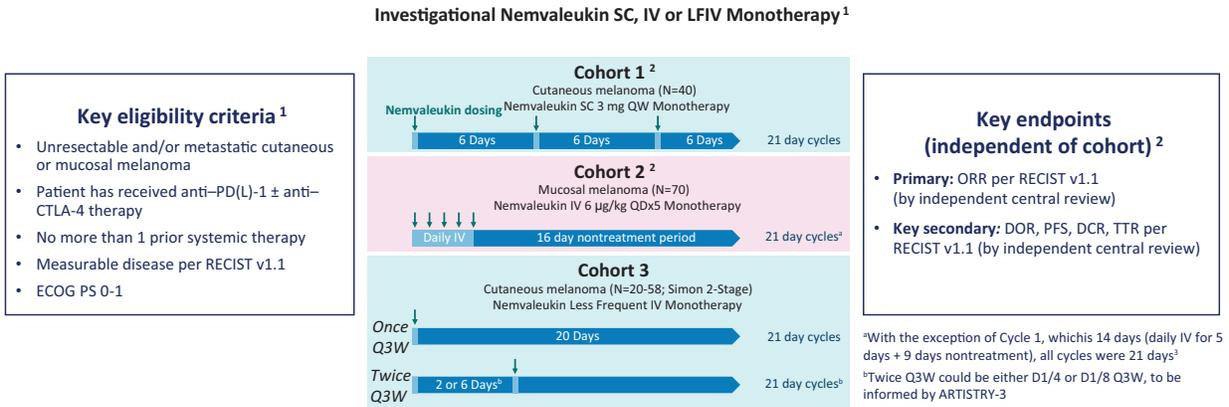 Investigational Nemvaleukin SC, IV or LFIV Monotherapy 1
Key eligibility criteria 1
• Unresectable and/or metastatic cutaneous
or mucosal melanoma
• Patient has received anti–PD(L)-1 ± anti–
CTLA-4 therapy
• No more than 1 prior systemic therapy
• Measurable disease per RECIST v1.1
• ECOG PS 0-1
Cohort 1 2
Cutaneous melanoma (N=40)
Nemvaleukin SC 3 mg QW Monotherapy
Nemvaleukin dosing
6 Days 6 Days 6 Days 21 day cycles
Cohort 2 2
Mucosal melanoma (N=70)
Nemvaleukin IV 6 µg/kg QDx5 Monotherapy
Daily IV 16 day nontreatment period 21 day cyclesa
Cohort 3
Cutaneous melanoma (N=20-58; Simon 2-Stage)
Nemvaleukin Less Frequent IV Monotherapy
Once
Q3W
20 Days 21 day cycles
Twice
Q3W
2 or 6 Daysb 21 day cyclesb
Key endpoints
(independent of cohort) 2
• Primary: ORR per RECIST v1.1
(by independent central review)
• Key secondary: DOR, PFS, DCR, TTR per
RECIST v1.1 (by independent central review)
aWith the exception of Cycle 1, whichis 14 days (daily IV for 5
days + 9 days nontreatment), all cycles were 21 days3
bTwice Q3W could be either D1/4 or D1/8 Q3W, to be
informed by ARTISTRY-3